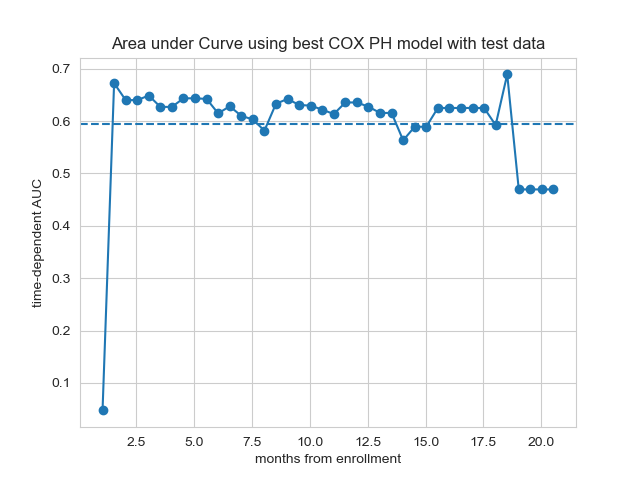 Area under Curve using best COX PH model with test data
time-dependent AUC
0.7
0.6
0.5
0.4
0.3
0.2
0.1
2.5 5.0 7.5 10.0 12.5 15.0 17.5 20.0
months from enrollment